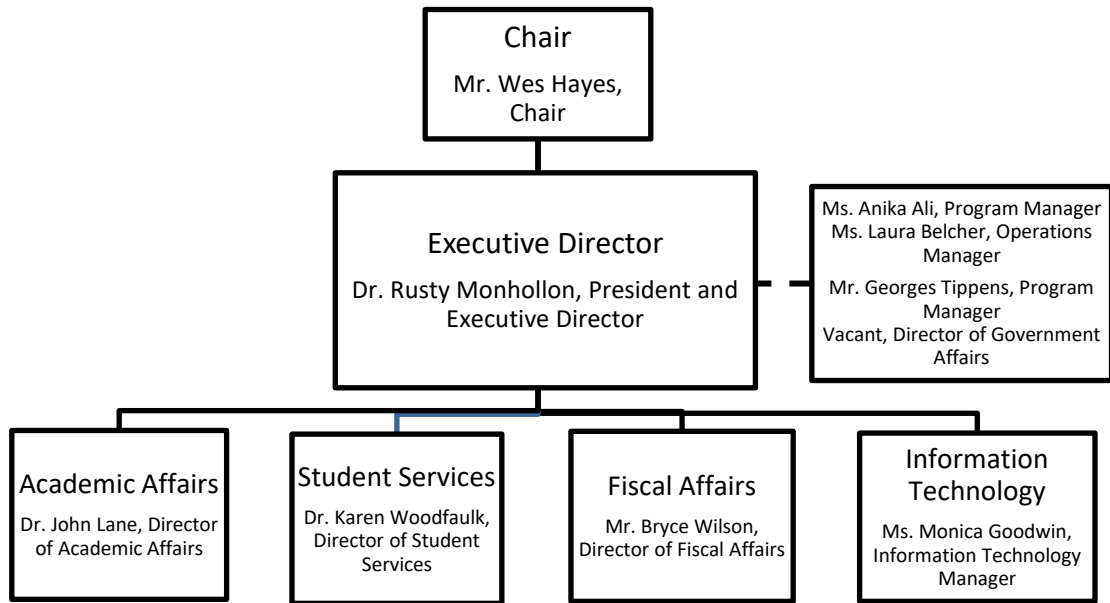 Chair
Mr. Wes Hayes,
Chair
Executive Director
Dr. Rusty Monhollon, President and
Executive Director
Ms. Anika Ali, Program Manager
Ms. Laura Belcher, Operations
Manager
Mr. Georges Tippens, Program
Manager
Vacant, Director of Government
Affairs
Academic Affairs
Dr. John Lane, Director
of Academic Affairs
Student Services
Dr. Karen Woodfaulk,
Director of Student
Services
Fiscal Affairs
Mr. Bryce Wilson,
Director of Fiscal Affairs
Information
Technology
Ms. Monica Goodwin,
Information Technology
Manager